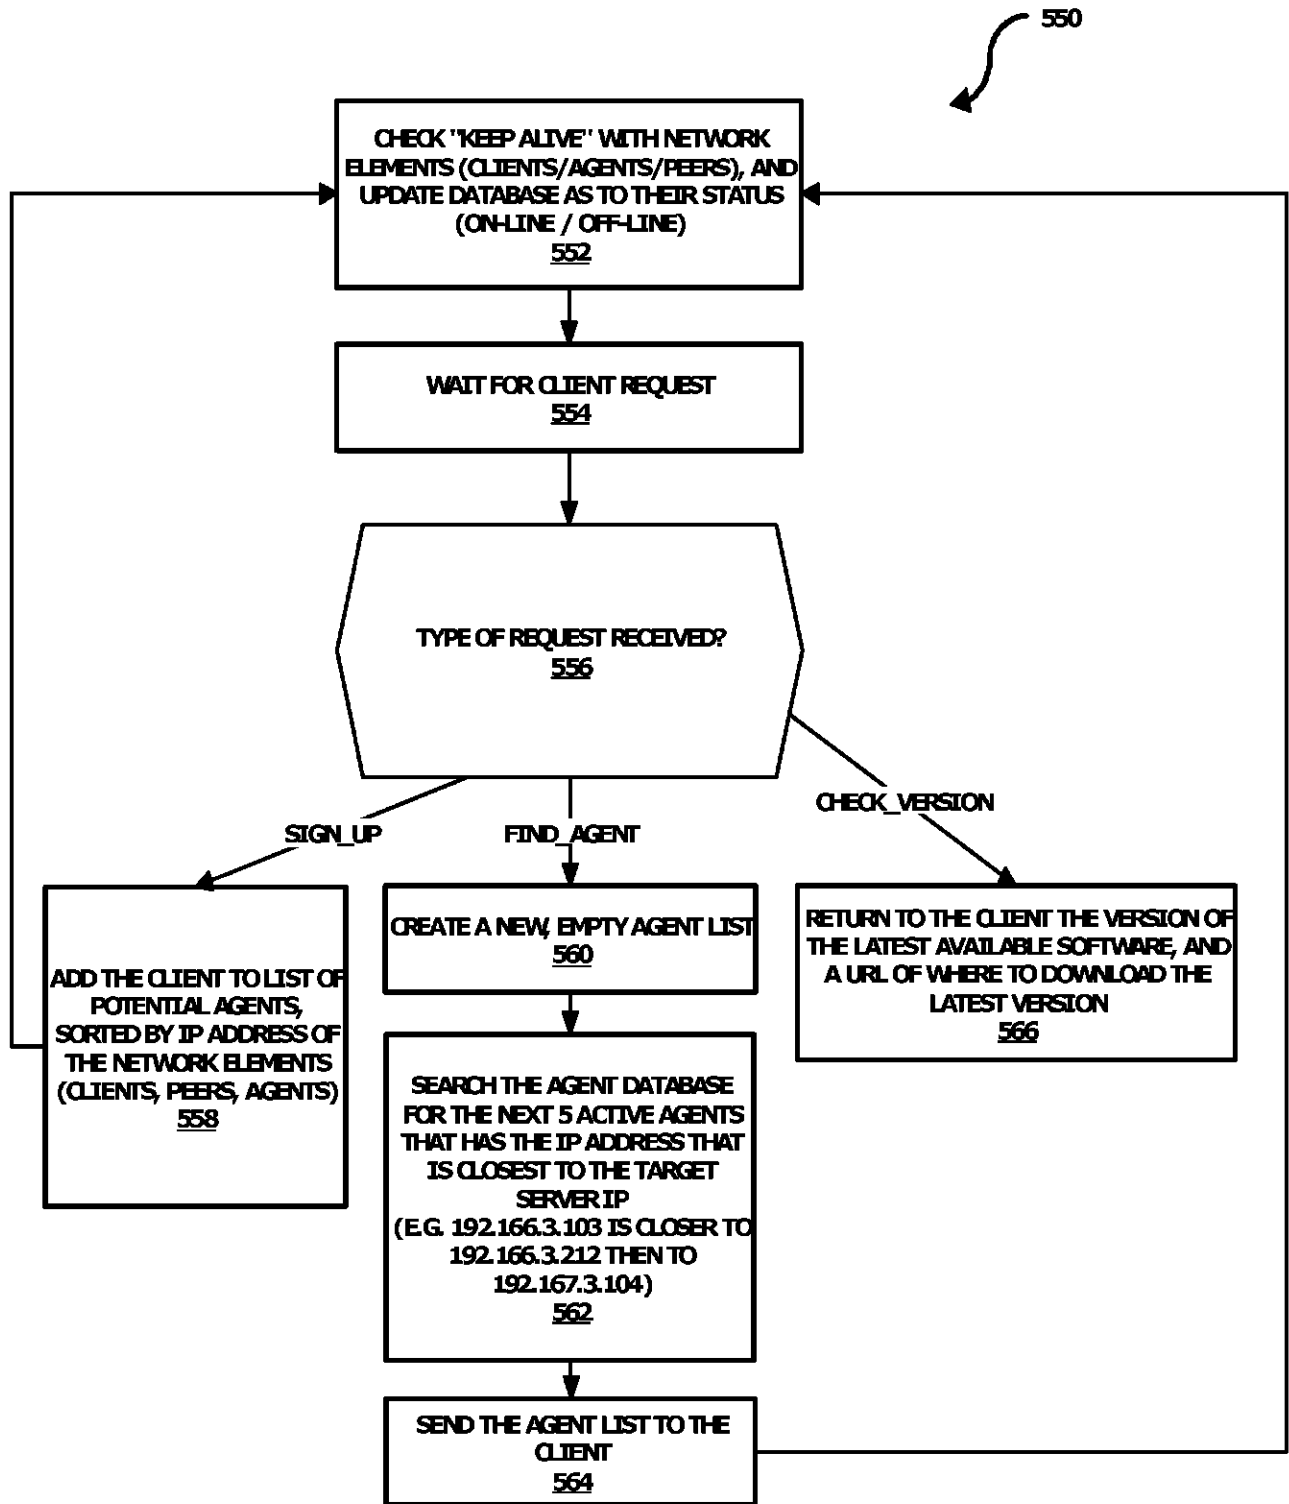 550
CHECK "KEEP ALIVE" WITH NETWORK
ELEMENTS (CLIENTS/AGENTS/PEERS), AND
UPDATE DATABASE AS TO THEIR STATUS
(ON-LINE / OFF-LINE)
552
WAIT FOR CLIENT REQUEST
554
TYPE OF REQUEST RECEIVED?
556
CHECK_VERSION
SIGN_UP
FIND_AGENT
ADD THE CLIENT TO LIST OF
POTENTIAL AGENTS,
SORTED BY IP ADDRESS OF
THE NETWORK ELEMENTS
(CLIENTS, PEERS, AGENTS)
558
CREATE A NEW, EMPTY AGENT LIST
560
RETURN TO THE CLIENT THE VERSION OF
THE LATEST AVAILABLE SOFTWARE, AND
A URL OF WHERE TO DOWNLOAD THE
LATEST VERSION
566
SEARCH THE AGENT DATABASE
FOR THE NEXT 5 ACTIVE AGENTS
THAT HAS THE IP ADDRESS THAT
IS CLOSEST TO THE TARGET
SERVER IP
(E.G. 192.166.3.103 IS CLOSER TO
192.166.3.212 THEN TO
192.167.3.104)
562
SEND THE AGENT LIST TO THE
CLIENT
564